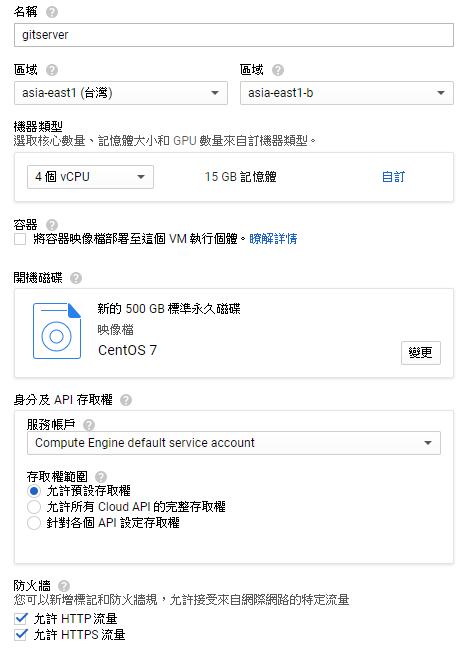 名稱
gitserver
區域 區域
asia-east1 (台灣) asia-east1-b
機器類型
選取核心數量、記憶體大小和 GPU 數量來自訂機器類型。
4 個 vCPU 15 GB 記憶體 自訂
容器
將容器映像檔部署至這個 VM 執行個體。瞭解詳情
開機磁碟
新的 500 GB 標準永久磁碟
映像檔
CentOS 7
變更
身分及 API 存取權
服務帳戶
Compute Engine default service account
存取權範圍
允許預設存取權
允許所有 Cloud API 的完整存取權
針對各個 API 設定存取權
防火牆
您可以新增標記和防火牆規，允許接受來自網際網路的特定流量
允許 HTTP 流量
允許 HTTPS 流量